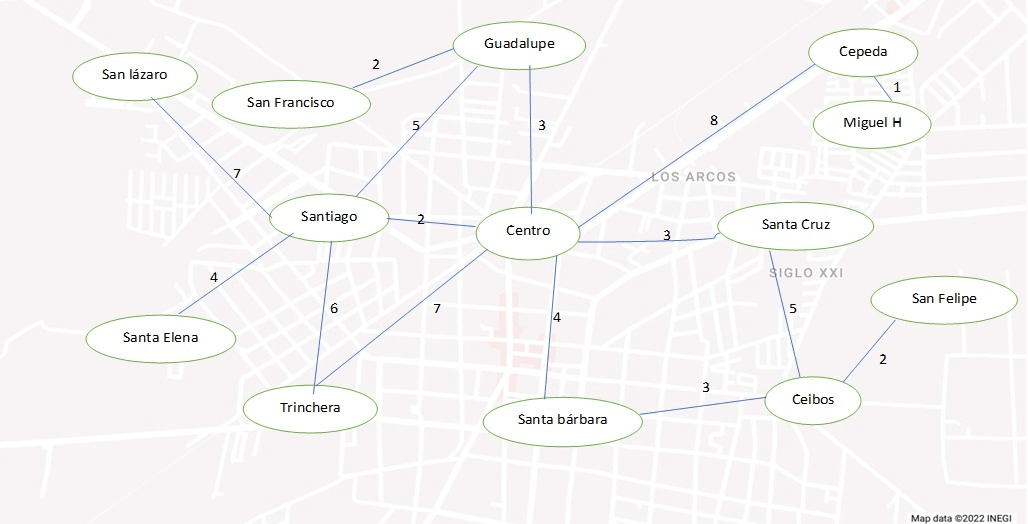 Guadalupe
Cepeda
San lázaro
2
San Francisco
1
Miguel H
5
3
8
7
LOS ARCOS
Santiago
2
Centro
3
Santa Cruz
4
SIGLO XXI
6
7
4
5
San Felipe
Santa Elena
2
3
Trinchera
Santa bárbara
Ceibos
Map data ©2022 INEGI